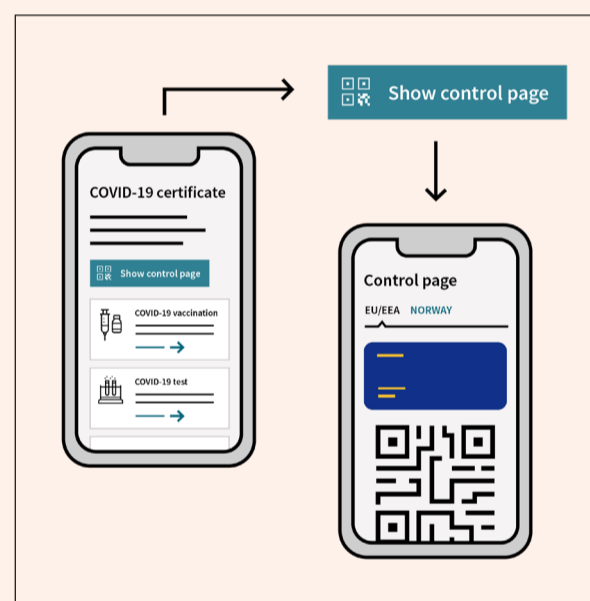 Show control page
COVID-19 certificate
Show control page
COVID-19 vaccination
COVID-19 test
Control page
EU/EEA NORWAY